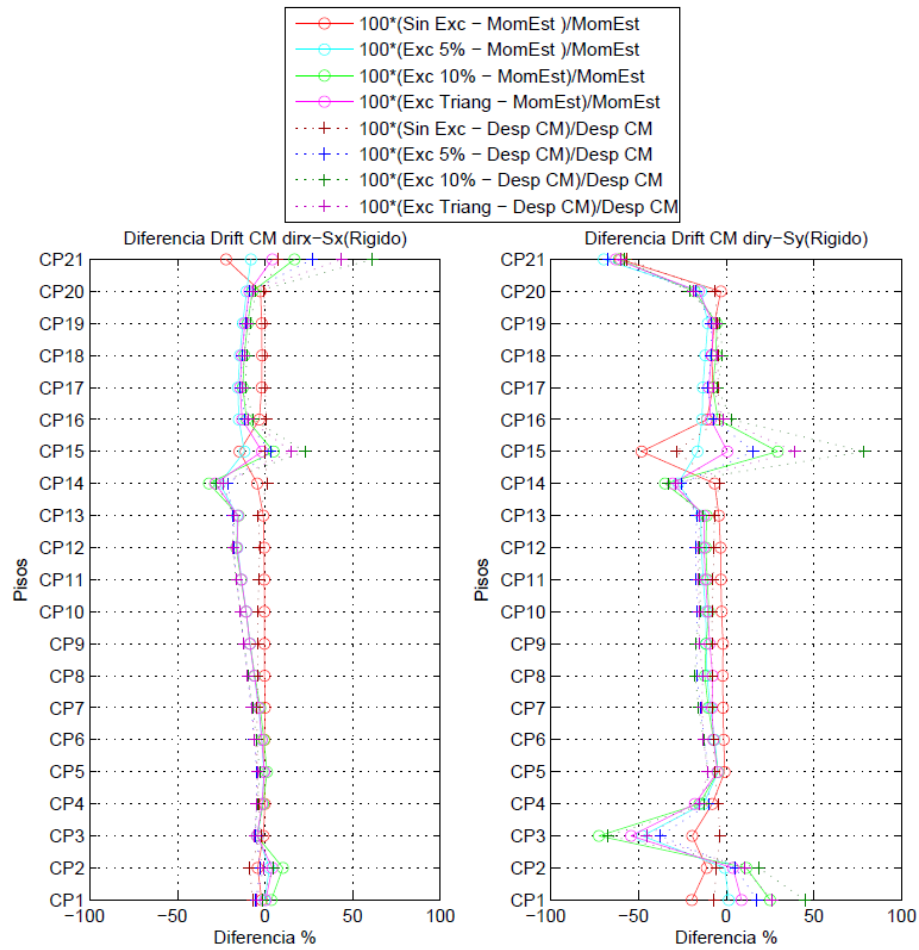 100*(Sin Exc − MomEst )/MomEst
100*(Exc 5% − MomEst )/MomEst
100*(Exc 10% − MomEst)/MomEst
100*(Exc Triang − MomEst)/MomEst
100*(Sin Exc − Desp CM)/Desp CM
100*(Exc 5% − Desp CM)/Desp CM
100*(Exc 10% − Desp CM)/Desp CM
100*(Exc Triang − Desp CM)/Desp CM
Diferencia Drift CM dirx−Sx(Rigido)
CP21
CP20
CP19
CP18
CP17
CP16
CP15
CP14
CP13
CP12
CP11
CP10
CP9
CP8
CP7
CP6
CP5
CP4
CP3
CP2
CP1
Pisos
−100
−50
0
50
100
Diferencia %
Diferencia Drift CM diry−Sy(Rigido)
CP21
CP20
CP19
CP18
CP17
CP16
CP15
CP14
CP13
CP12
CP11
CP10
CP9
CP8
CP7
CP6
CP5
CP4
CP3
CP2
CP1
Pisos
−100
−50
0
50
100
Diferencia %